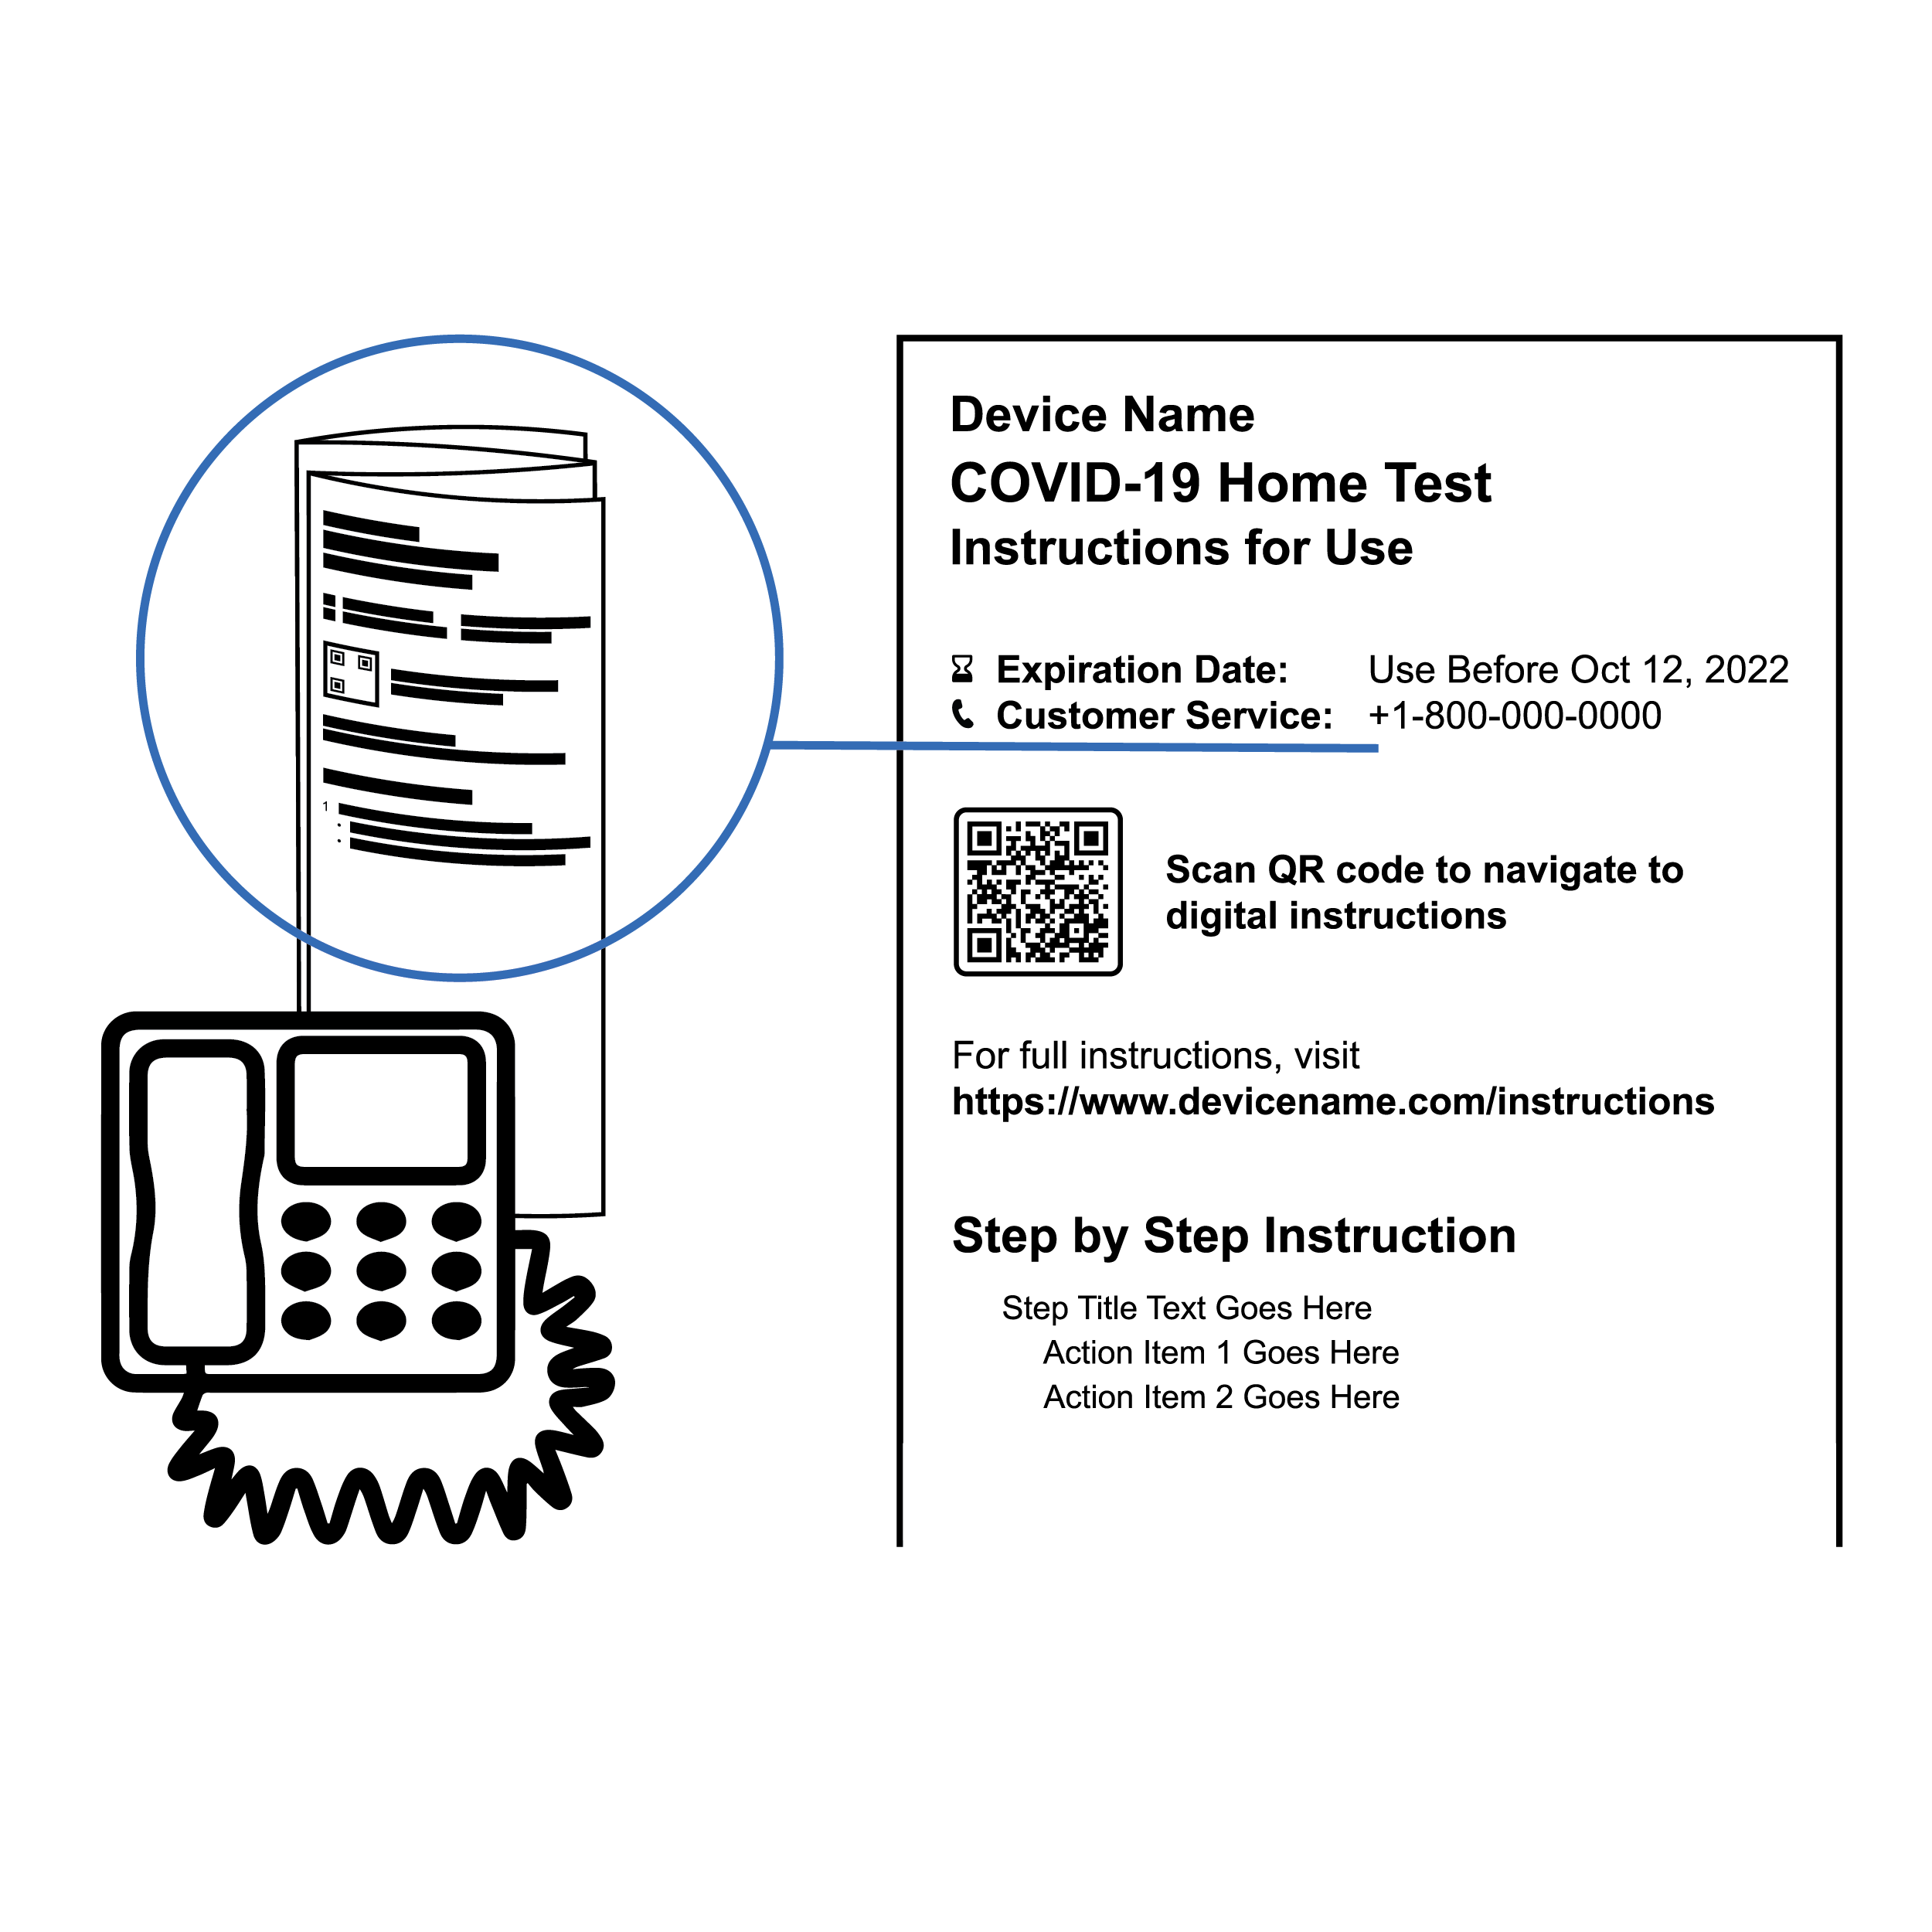 Device Name
COVID-19 Home Test
Instructions for Use
Expiration Date: Use Before Oct 12, 2022
Customer Service: +1-800-000-0000
Scan QR code to navigate to
digital instructions
For full instructions, visit
https://www.devicename.com/instructions
Step by Step Instruction
Step Title Text Goes Here
Action Item 1 Goes Here
Action Item 2 Goes Here
1